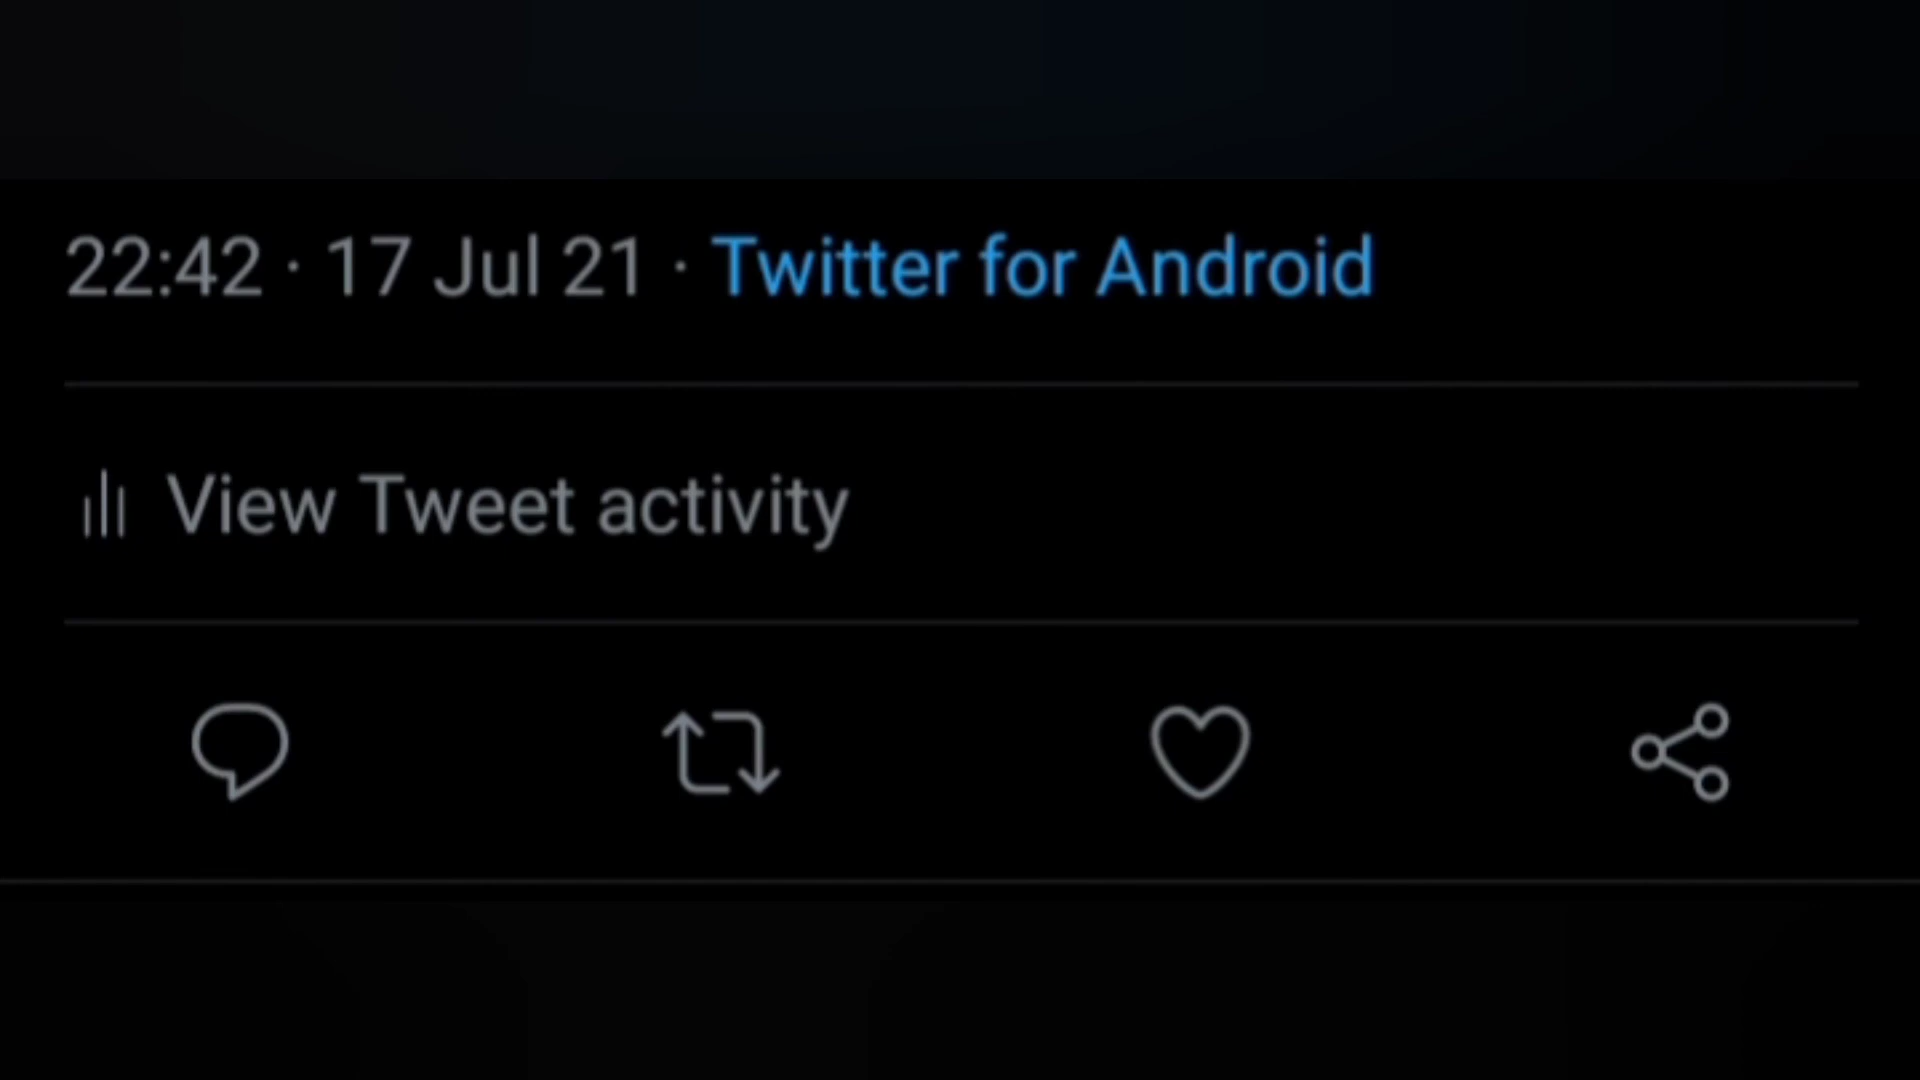 22:42 · 17 Jul 21 · Twitter for Android
View Tweet activity